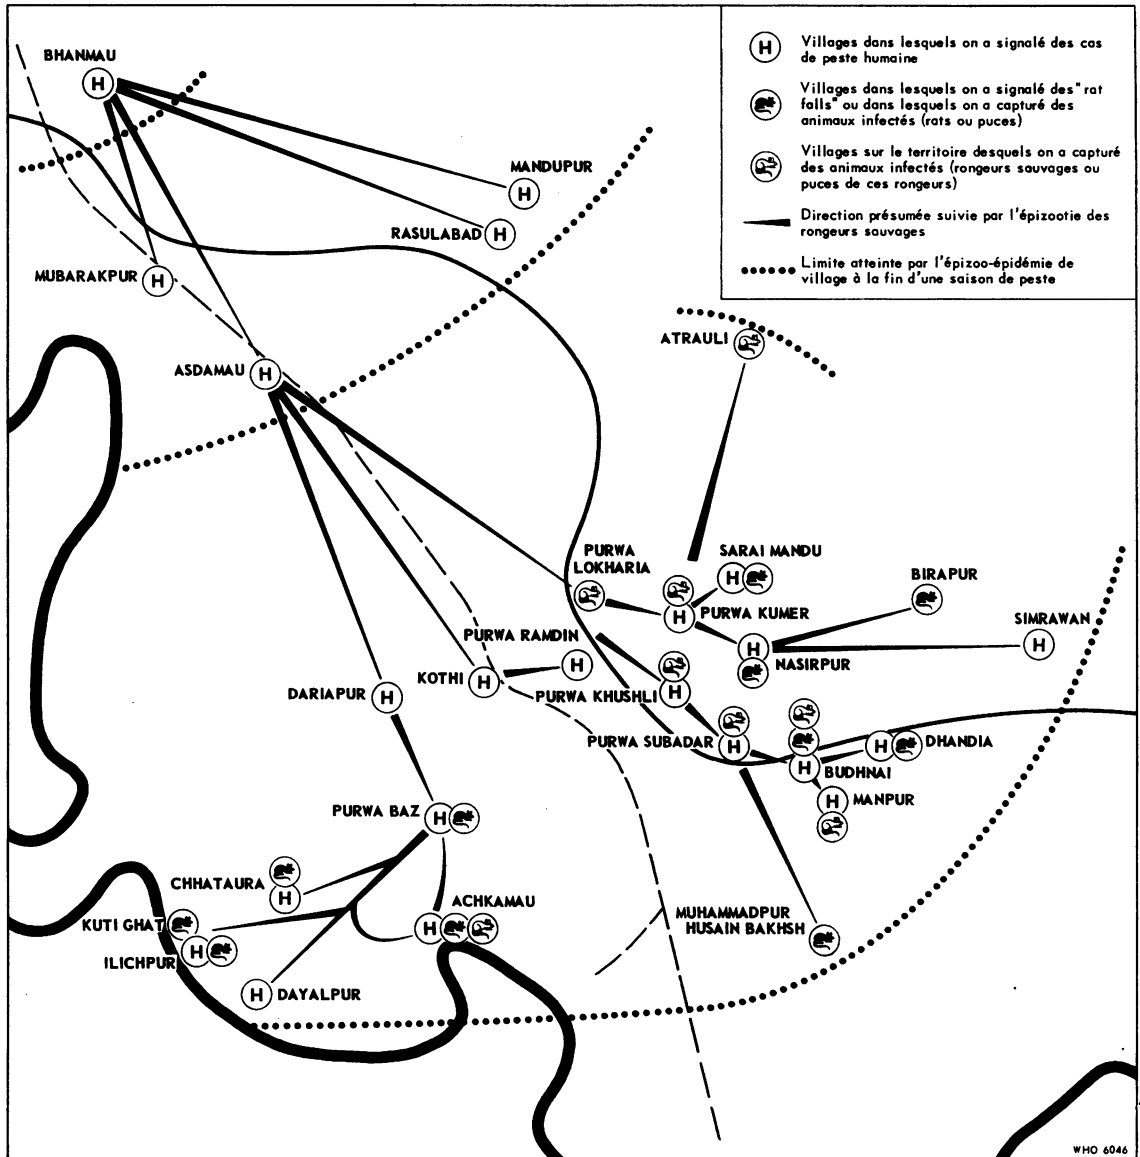 H
Villages dans lesquels on a signalé des cas
de peste humaine
Villages dans lesquels on a signalé des "rat
falls" ou dans lesquels on a capturé des
animaux infectés (rats ou puces)
Villages sur le territoire desquels on a capturé
des animaux infectés (rongeurs sauvages ou
puces de ces rongeurs)
Direction présumée suivie par l'épizootie des
rongeurs sauvages
Limite atteinte par l'épizoo-épidémie de
village à la fin d'une saison de peste
BHANMAU
H
MANDUPUR
H
RASULABAD H
MUBARAKPUR H
ATRAULI
ASDAMAU H
PURWA
LOKHARIA
SARAI MANDU
H
BIRAPUR
PURWA KUMER
H
SIMRAWAN
H
PURWA RAMDIN
H
H
NASIRPUR
KOTHI H
PURWA KHUSHLI H
DARIAPUR H
PURWA SUBADAR H
H DHANDIA
H
BUDHNAI
H MANPUR
PURWA BAZ H
CHHATAURA H
ACHKAMAU
H
MUHAMMADPUR
HUSAIN BAKHSH
KUTI GHAT
ILICHPUR H
H DAYALPUR
WHO 6046